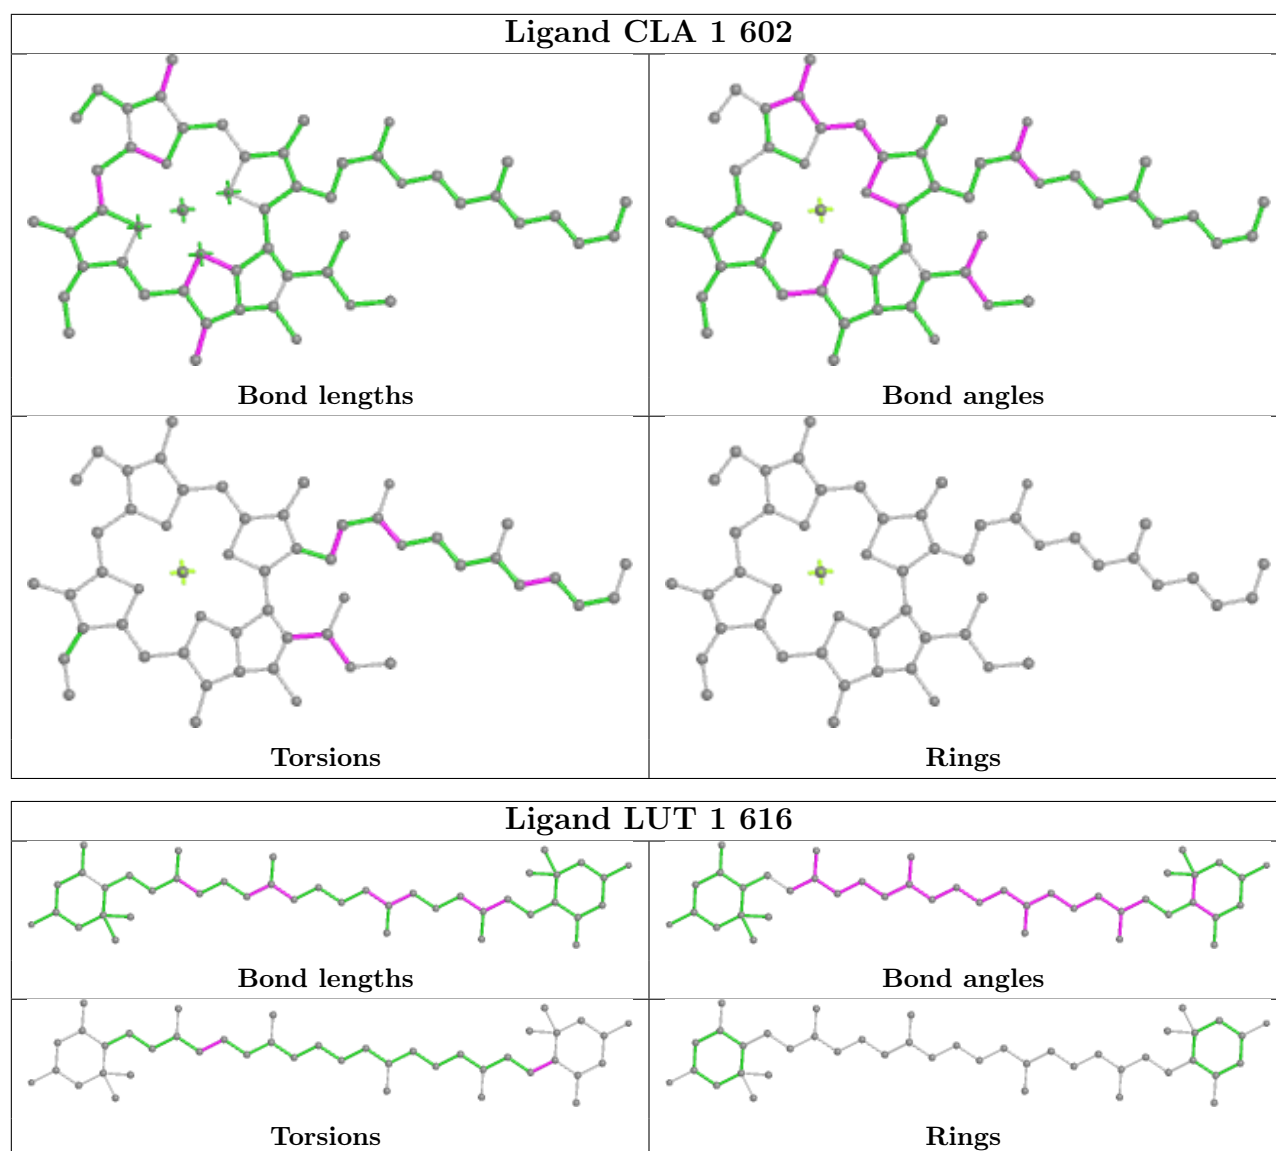 Ligand CLA 1 602
Bond lengths
Bond angles
Torsions
Rings
Ligand LUT 1 616
Bond lengths
Bond angles
Torsions
Rings